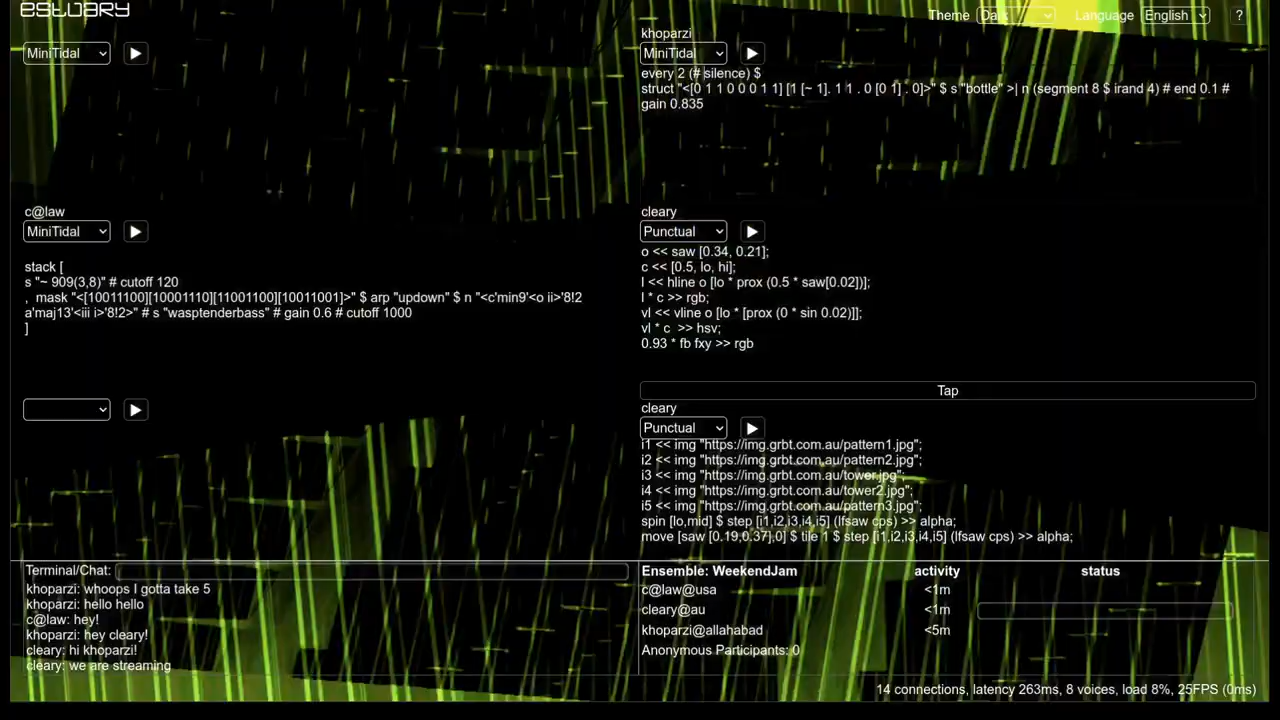 estuary
Theme Dark Language English ?
MiniTidal
khoparzi
MiniTidal
every 2 (# silence) $
struct "<[0 1 1 0 0 0 1 1] [1 [~ 1]. 1 1 . 0 [0 1] . 0]>" $ s "bottle" >| n (segment 8 $ irand 4) # end 0.1 #
gain 0.835
c@law
MiniTidal
stack [
s "~ 909(3,8)" # cutoff 120
, mask "<[10011100][10001110][11001100][10011001]>" $ arp "updown" $ n "<c'min9'<o ii>'8!2
a'maj13'<iii i>'8!2>" # s "wasptenderbass" # gain 0.6 # cutoff 1000
]
cleary
Punctual
o << saw [0.34, 0.21];
c << [0.5, lo, hi];
l << hline o [lo * prox (0.5 * saw[0.02])];
l * c >> rgb;
vl << vline o [lo * [prox (0 * sin 0.02)]];
vl * c >> hsv;
0.93 * fb fxy >> rgb
Tap
cleary
Punctual
i1 << img "https://img.grbt.com.au/pattern1.jpg";
i2 << img "https://img.grbt.com.au/pattern2.jpg";
i3 << img "https://img.grbt.com.au/tower.jpg";
i4 << img "https://img.grbt.com.au/tower2.jpg";
i5 << img "https://img.grbt.com.au/pattern3.jpg";
spin [lo,mid] $ step [i1,i2,i3,i4,i5] (lfsaw cps) >> alpha;
move [saw [0.19,0.37],0] $ tile 1 $ step [i1,i2,i3,i4,i5] (lfsaw cps) >> alpha;
Terminal/Chat:
khoparzi: whoops I gotta take 5
khoparzi: hello hello
c@law: hey!
khoparzi: hey cleary!
cleary: hi khoparzi!
cleary: we are streaming
Ensemble: WeekendJam activity status
c@law@usa <1m
cleary@au <1m
khoparzi@allahabad <5m
Anonymous Participants: 0
14 connections, latency 263ms, 8 voices, load 8%, 25FPS (0ms)